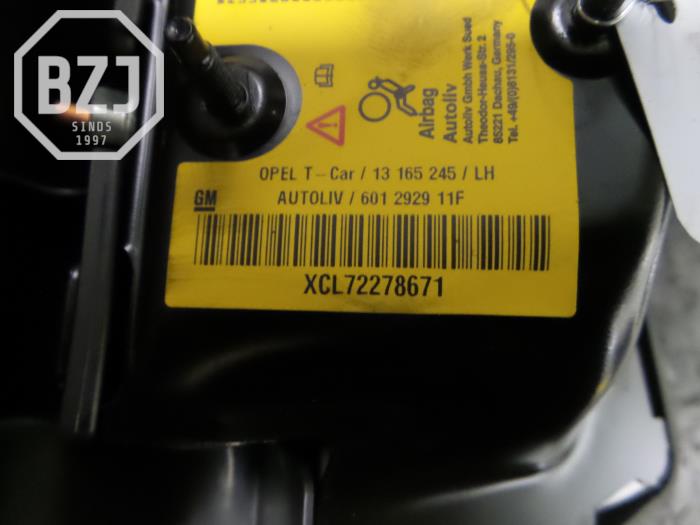 BZJ
SINDS
1997
Airbag
Autoliv
Autoliv Gmbh Werk Sued
Theodor-Heuse-Str. 2
85221 Dachau, Germany
Tel. +49/(0)8131/295-0
OPEL T-Car / 13 165 245 / LH
GM
AUTOLIV / 601 2929 11F
XCL72278671